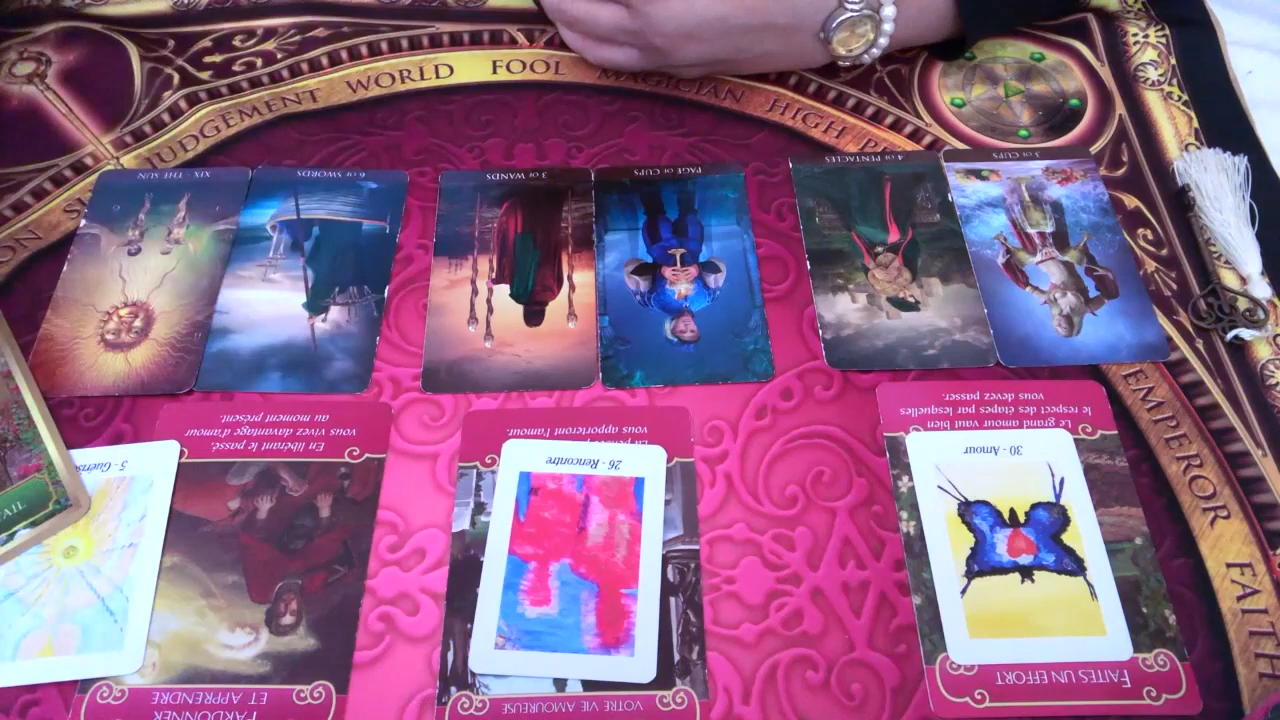 JUDGEMENT WORLD FOOL MAGICIAN HIGH
EMPEROR FAITH
XIX - THE SUN
6 OF SWORDS
3 OF WANDS
PAGE OF CUPS
4 OF PENTACLES
3 OF CUPS
En libérant le passé,
vous vivez davantage d'amour
au moment présent.
PARDONNER
ET APPRENDRE
26 - Rencontre
vous apporteront l'amour.
VOTRE VIE AMOUREUSE
Le grand amour vaut bien
le respect des étapes par lesquelles
vous devez passer.
30 - Amour
FAITES UN EFFORT